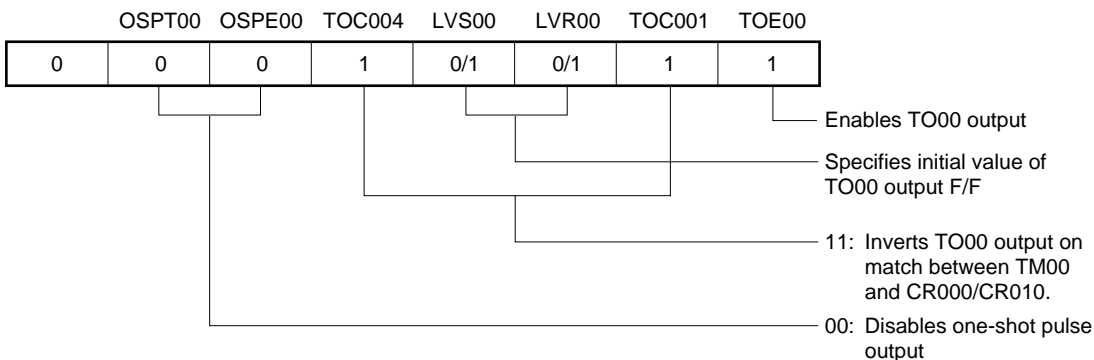 OSPT00 OSPE00 TOC004 LVS00 LVR00 TOC001 TOE00
0 0 0 1 0/1 0/1 1 1
Enables TO00 output
Specifies initial value of
TO00 output F/F
11: Inverts TO00 output on
match between TM00
and CR000/CR010.
00: Disables one-shot pulse
output